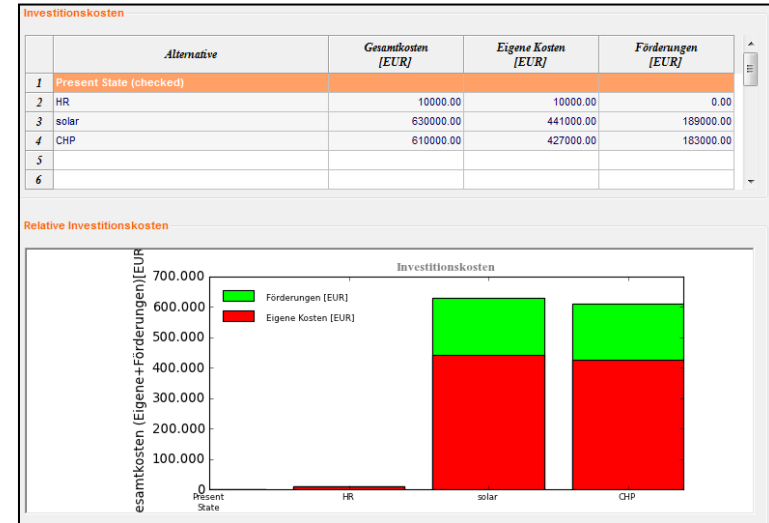 Investitionskosten
Alternative Gesamtkosten Eigene Kosten Förderungen
[EUR] [EUR] [EUR]
1 Present State (checked)
2 HR 10000.00 10000.00 0.00
3 solar 630000.00 441000.00 189000.00
4 CHP 610000.00 427000.00 183000.00
5
6
Relative Investitionskosten
Investitionskosten
esamtkosten (Eigene+Förderungen)[EUR
700.000
600.000
500.000
400.000
300.000
200.000
100.000
0
Förderungen [EUR]
Eigene Kosten [EUR]
Present HR solar CHP
State